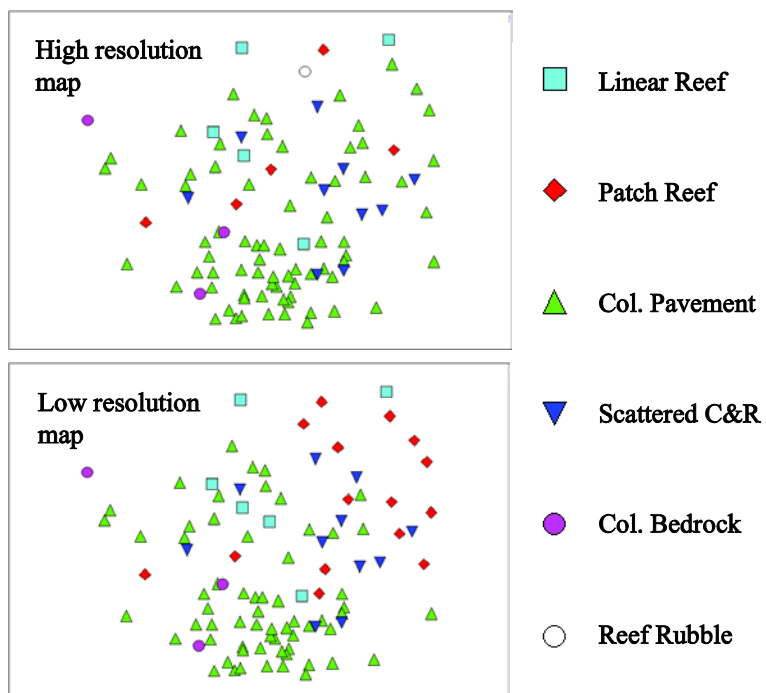 High resolution
map
Linear Reef
Patch Reef
Col. Pavement
Low resolution
map
Scattered C&R
Col. Bedrock
Reef Rubble